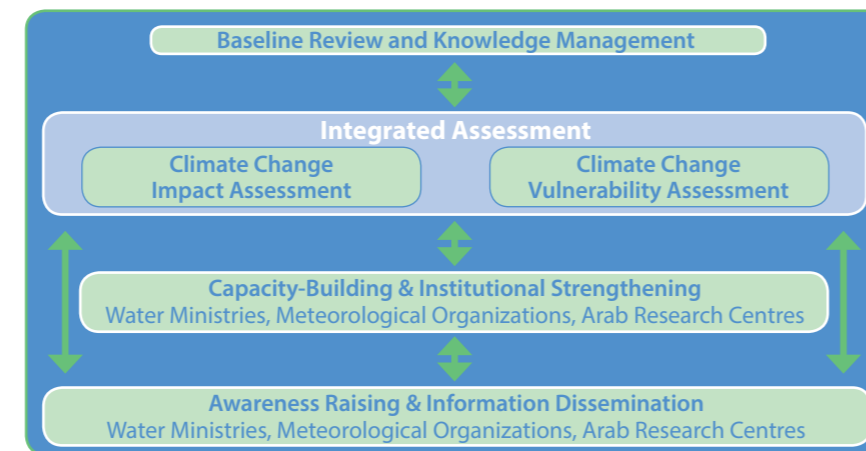 Baseline Review and Knowledge Management
Integrated Assessment
Climate Change
Impact Assessment
Climate Change
Vulnerability Assessment
Capacity-Building & Institutional Strengthening
Water Ministries, Meteorological Organizations, Arab Research Centres
Awareness Raising & Information Dissemination
Water Ministries, Meteorological Organizations, Arab Research Centres